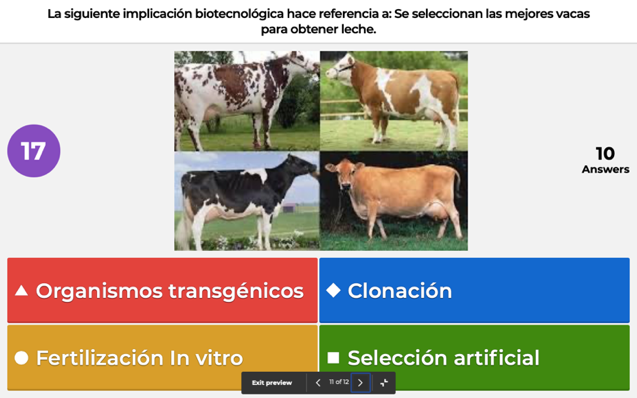 La siguiente implicación biotecnológica hace referencia a: Se seleccionan las mejores vacas
para obtener leche.
17
10
Answers
Organismos transgénicos
Clonación
Fertilización In vitro
Selección artificial
Exit preview
11 of 12